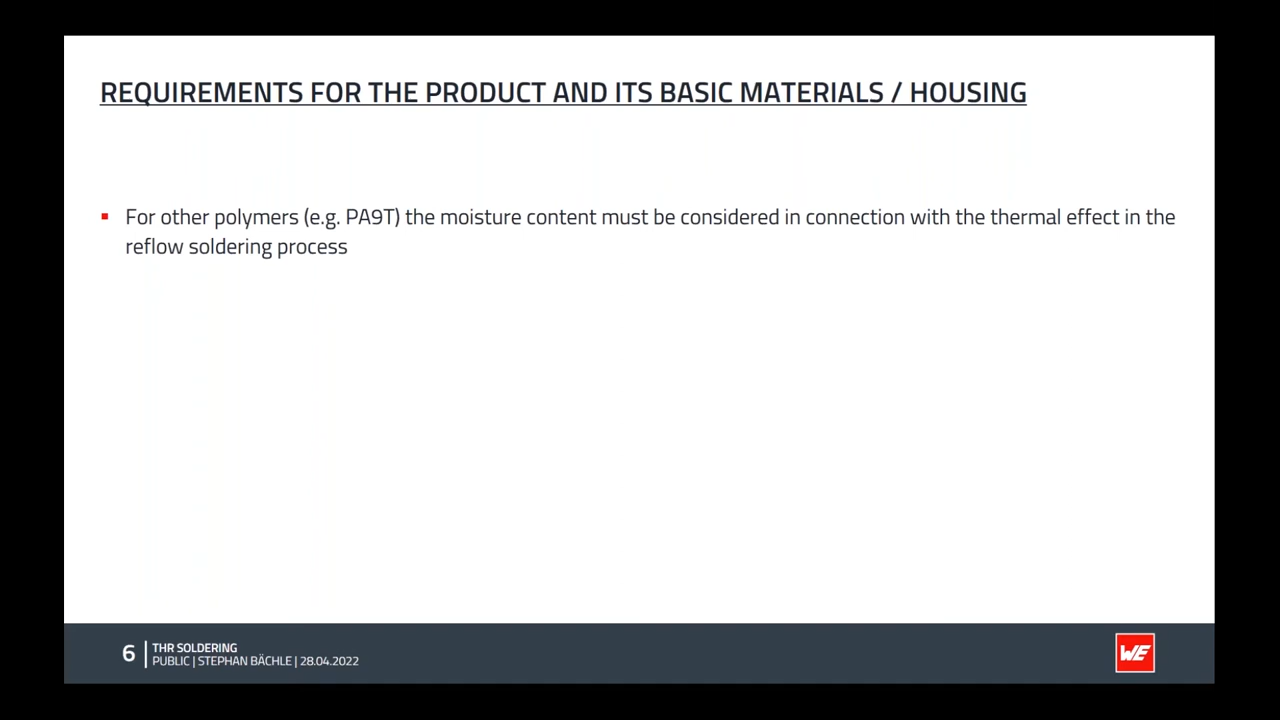 REQUIREMENTS FOR THE PRODUCT AND ITS BASIC MATERIALS / HOUSING
▪ For other polymers (e.g. PA9T) the moisture content must be considered in connection with the thermal effect in the
reflow soldering process
6
THR SOLDERING
PUBLIC | STEPHAN BÄCHLE | 28.04.2022
WE